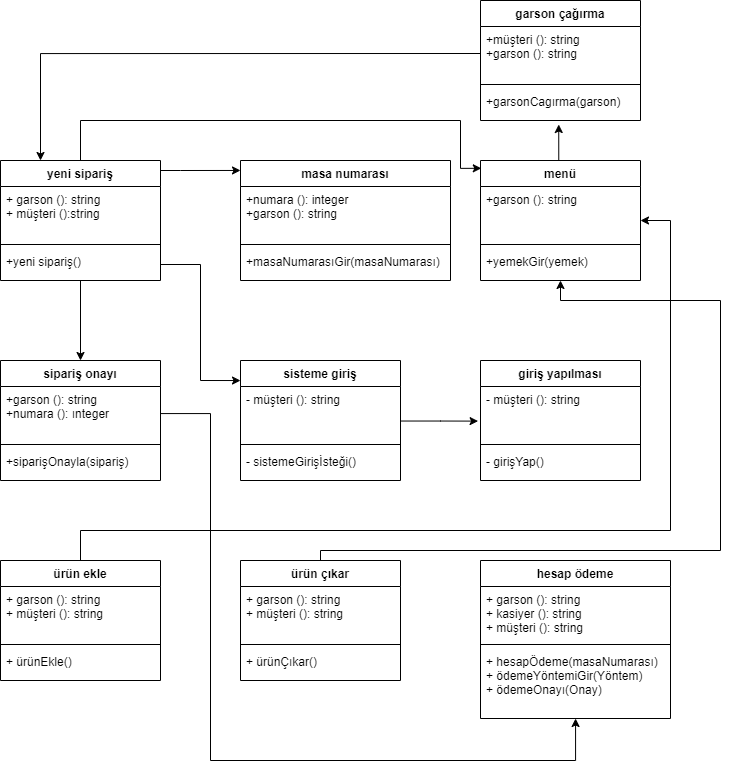 garson çağırma
+müşteri (): string
+garson (): string
+garsonCagırma(garson)
yeni sipariş
+ garson (): string
+ müşteri ():string
+yeni sipariş()
masa numarası
+numara (): integer
+garson (): string
+masaNumarasıGir(masaNumarası)
menü
+garson (): string
+yemekGir(yemek)
sipariş onayı
+garson (): string
+numara (): ınteger
+siparişOnayla(sipariş)
sisteme giriş
- müşteri (): string
- sistemeGirişİsteği()
giriş yapılması
- müşteri (): string
- girişYap()
ürün ekle
+ garson (): string
+ müşteri (): string
+ ürünEkle()
ürün çıkar
+ garson (): string
+ müşteri (): string
+ ürünÇıkar()
hesap ödeme
+ garson (): string
+ kasiyer (): string
+ müşteri (): string
+ hesapÖdeme(masaNumarası)
+ ödemeYöntemiGir(Yöntem)
+ ödemeOnayı(Onay)